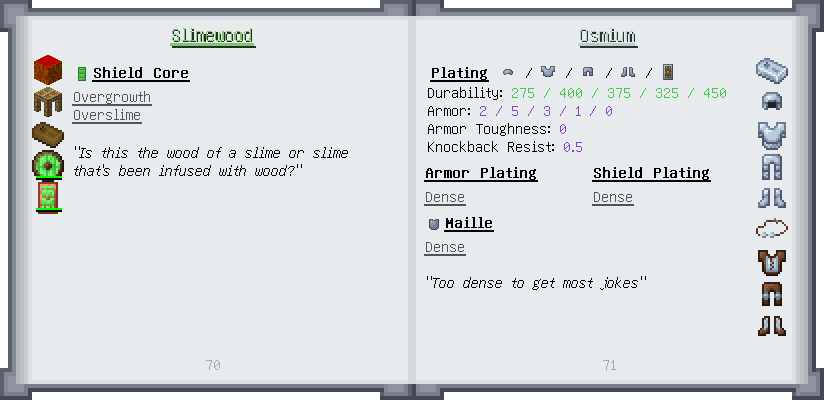 Slimewood
Shield Core
Overgrowth
Overslime
"Is this the wood of a slime or slime
that's been infused with wood?"
70
Osmium
Plating / / / /
Durability: 275 / 400 / 375 / 325 / 450
Armor: 2 / 5 / 3 / 1 / 0
Armor Toughness: 0
Knockback Resist: 0.5
Armor Plating
Dense
Shield Plating
Dense
Maille
Dense
"Too dense to get most jokes"
71